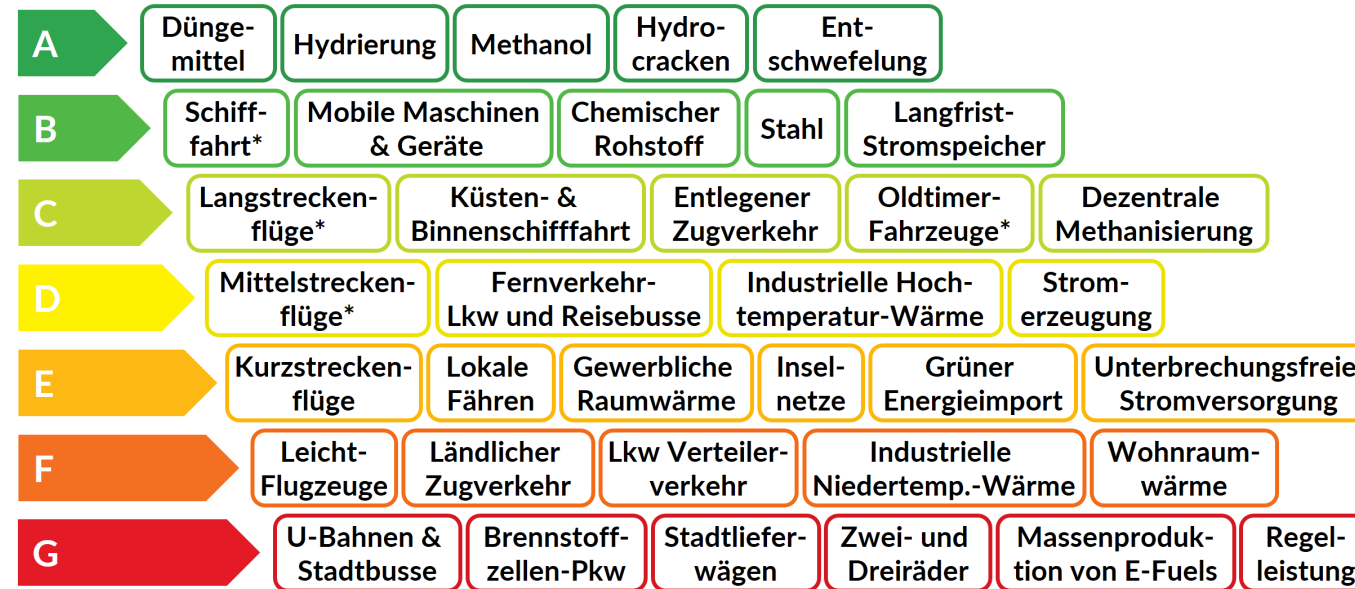 A
Dünge-
mittel
Hydrierung
Methanol
Hydro-
cracken
Ent-
schwefelung
B
Schiff-
fahrt*
Mobile Maschinen
& Geräte
Chemischer
Rohstoff
Stahl
Langfrist-
Stromspeicher
C
Langstrecken-
flüge*
Küsten- &
Binnenschifffahrt
Entlegener
Zugverkehr
Oldtimer-
Fahrzeuge*
Dezentrale
Methanisierung
D
Mittelstrecken-
flüge*
Fernverkehr-
Lkw und Reisebusse
Industrielle Hoch-
temperatur-Wärme
Strom-
erzeugung
E
Kurzstrecken-
flüge
Lokale
Fähren
Gewerbliche
Raumwärme
Insel-
netze
Grüner
Energieimport
Unterbrechungsfreie
Stromversorgung
F
Leicht-
Flugzeuge
Ländlicher
Zugverkehr
Lkw Verteiler-
verkehr
Industrielle
Niedertemp.-Wärme
Wohnraum-
wärme
G
U-Bahnen &
Stadtbusse
Brennstoff-
zellen-Pkw
Stadtliefer-
wägen
Zwei- und
Dreiräder
Massenproduk-
tion von E-Fuels
Regel-
leistung